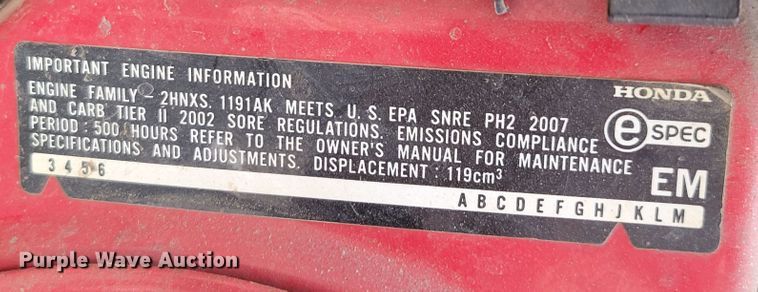 IMPORTANT ENGINE INFORMATION
HONDA
ENGINE FAMILY - 2HNXS. 1191AK MEETS U.S. EPA SNRE PH2 2007
AND CARB TIER II 2002 SORE REGULATIONS. EMISSIONS COMPLIANCE
PERIOD : 500 HOURS REFER TO THE OWNER'S MANUAL FOR MAINTENANCE
SPECIFICATIONS AND ADJUSTMENTS. DISPLACEMENT : 119cm³
e SPEC
EM
3 4 5 6
A B C D E F G H J K L M
Purple Wave Auction